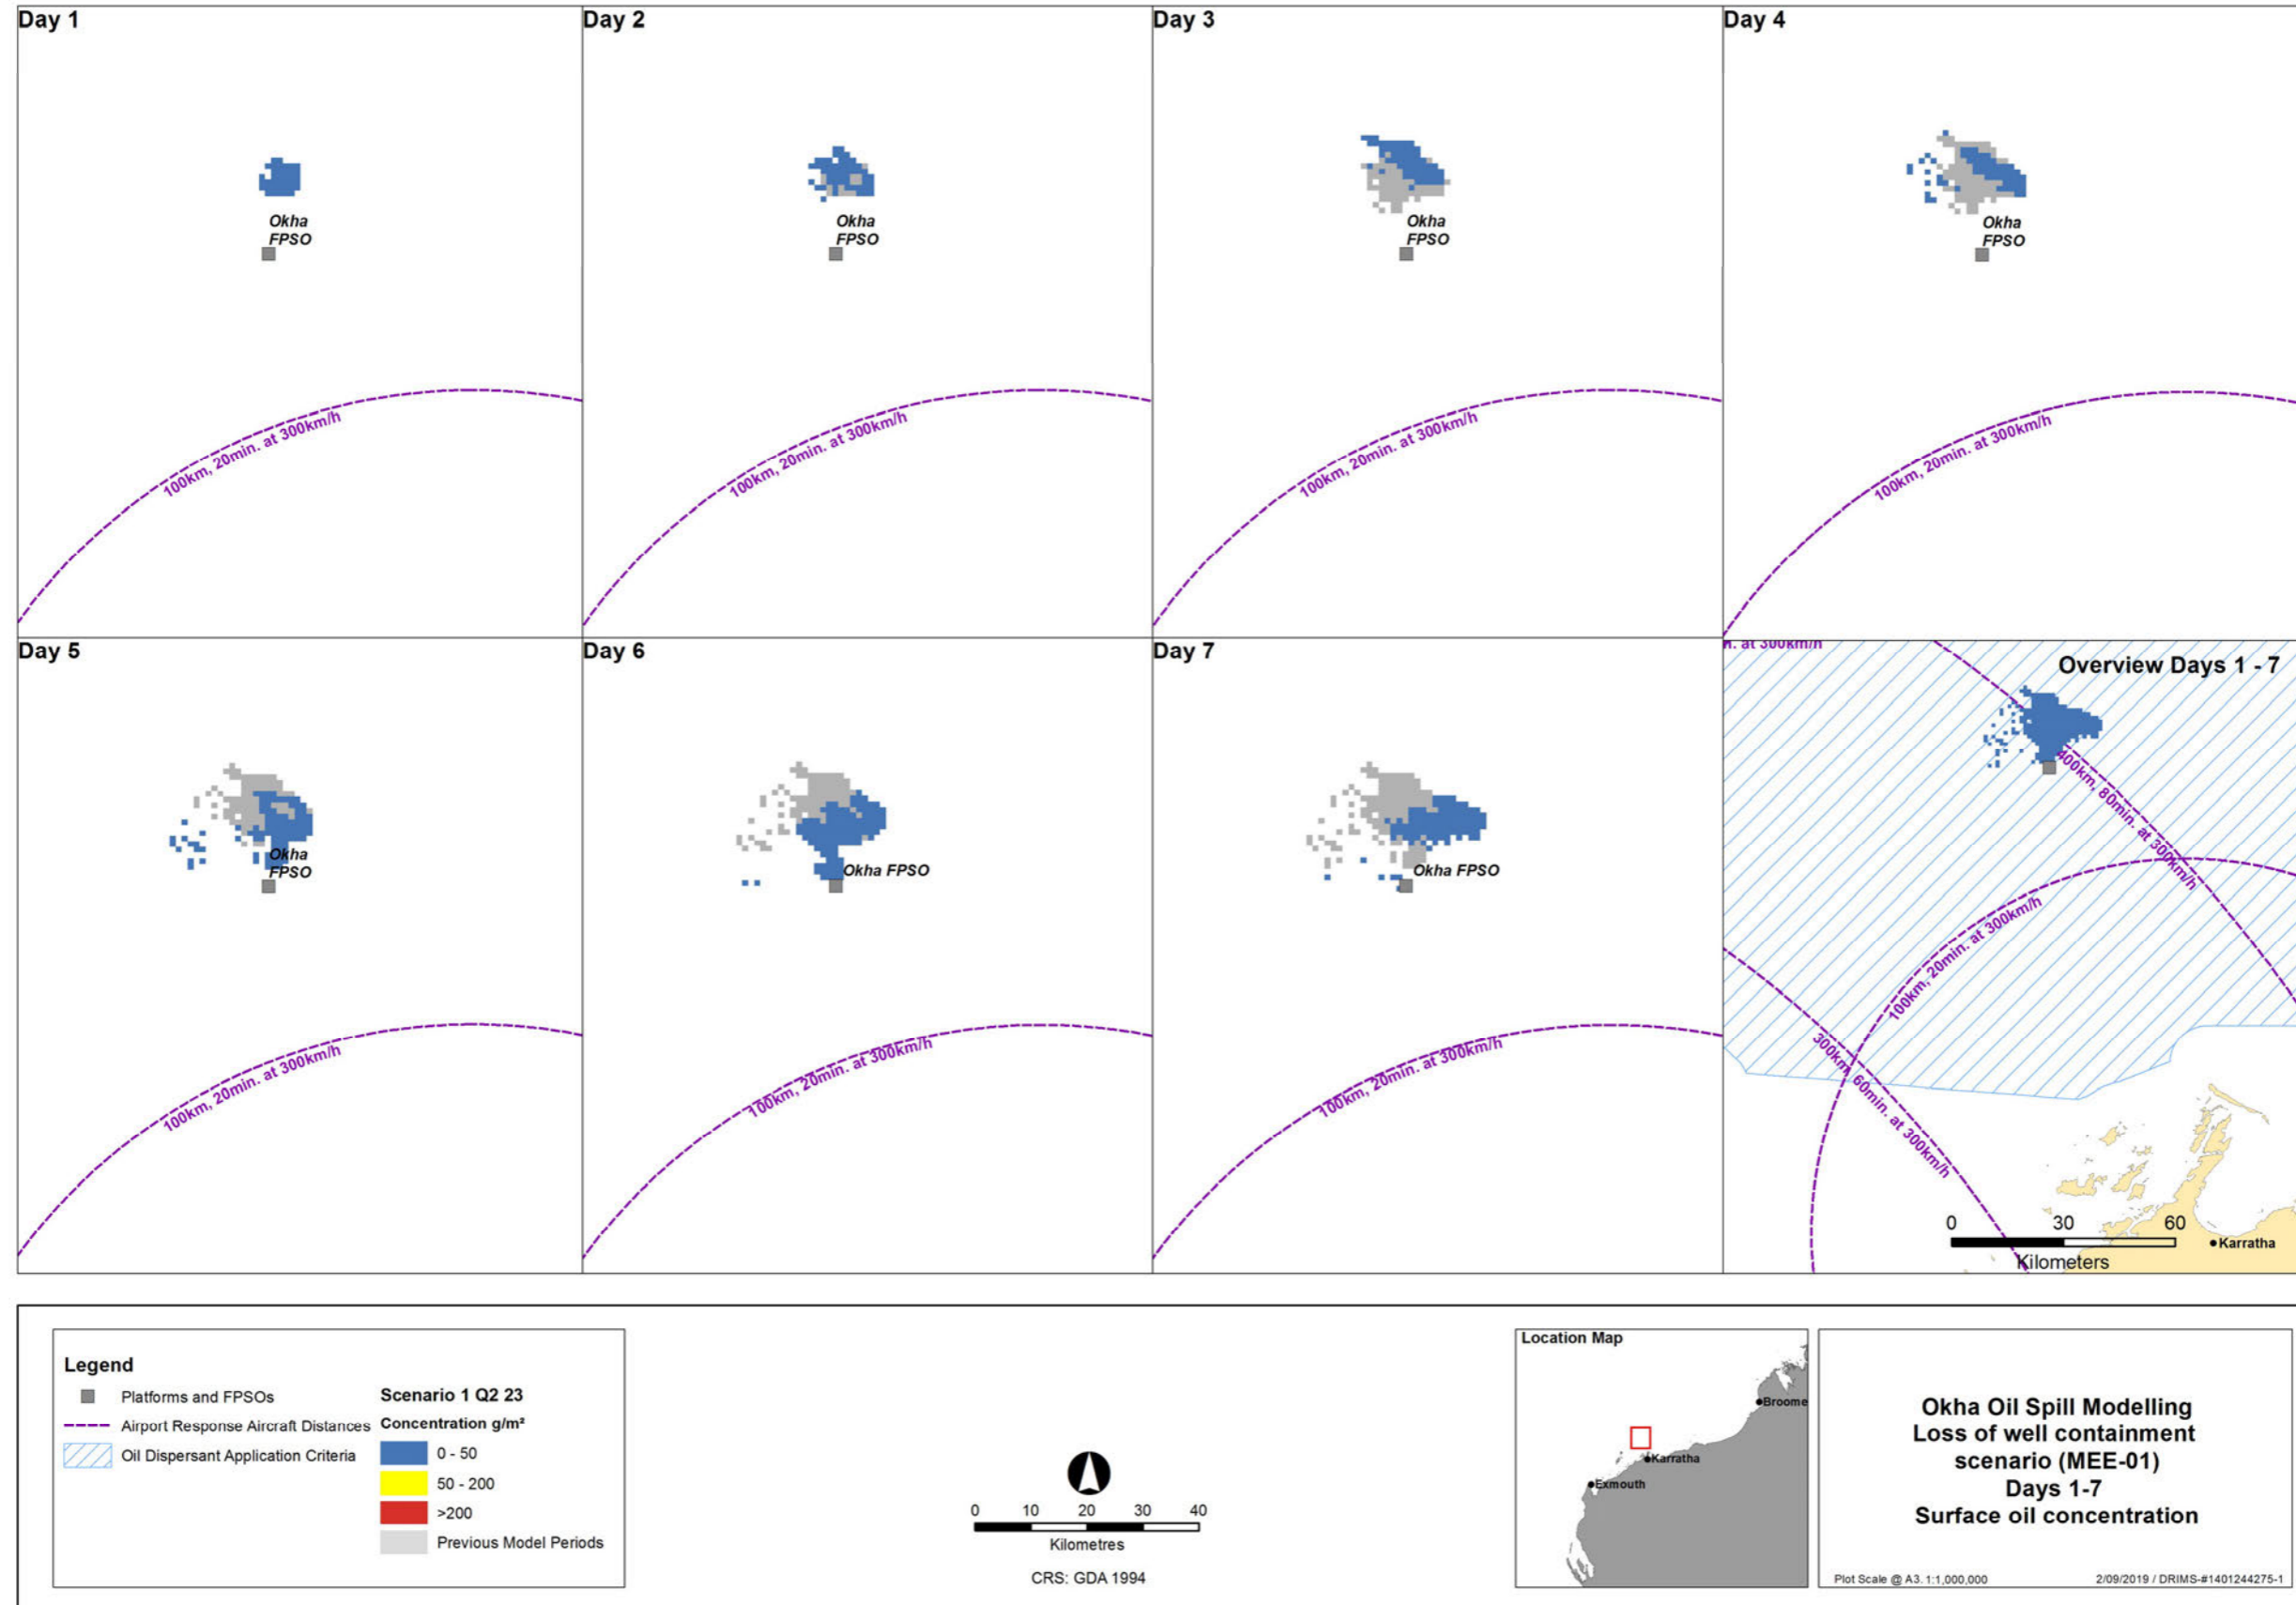 Day 1
Okha
FPSO
100km, 20min. at 300km/h
Day 2
Okha
FPSO
100km, 20min. at 300km/h
Day 3
Okha
FPSO
100km, 20min. at 300km/h
Day 4
Okha
FPSO
100km, 20min. at 300km/h
Day 5
Okha
FPSO
100km, 20min. at 300km/h
Day 6
Okha FPSO
100km, 20min. at 300km/h
Day 7
Okha FPSO
100km, 20min. at 300km/h
at 300km/h
Overview Days 1 - 7
400km, 80min. at 300km/h
100km, 20min. at 300km/h
300km, 60min. at 300km/h
0 30 60
Kilometers
Karratha
Legend
Platforms and FPSOs
Airport Response Aircraft Distances
Oil Dispersant Application Criteria
Scenario 1 Q2 23
Concentration g/m²
0 - 50
50 - 200
>200
Previous Model Periods
0 10 20 30 40
Kilometres
CRS: GDA 1994
Location Map
Broome
Karratha
Exmouth
Okha Oil Spill Modelling
Loss of well containment
scenario (MEE-01)
Days 1-7
Surface oil concentration
Plot Scale @ A3. 1:1,000,000
2/09/2019 / DRIMS-#1401244275-1